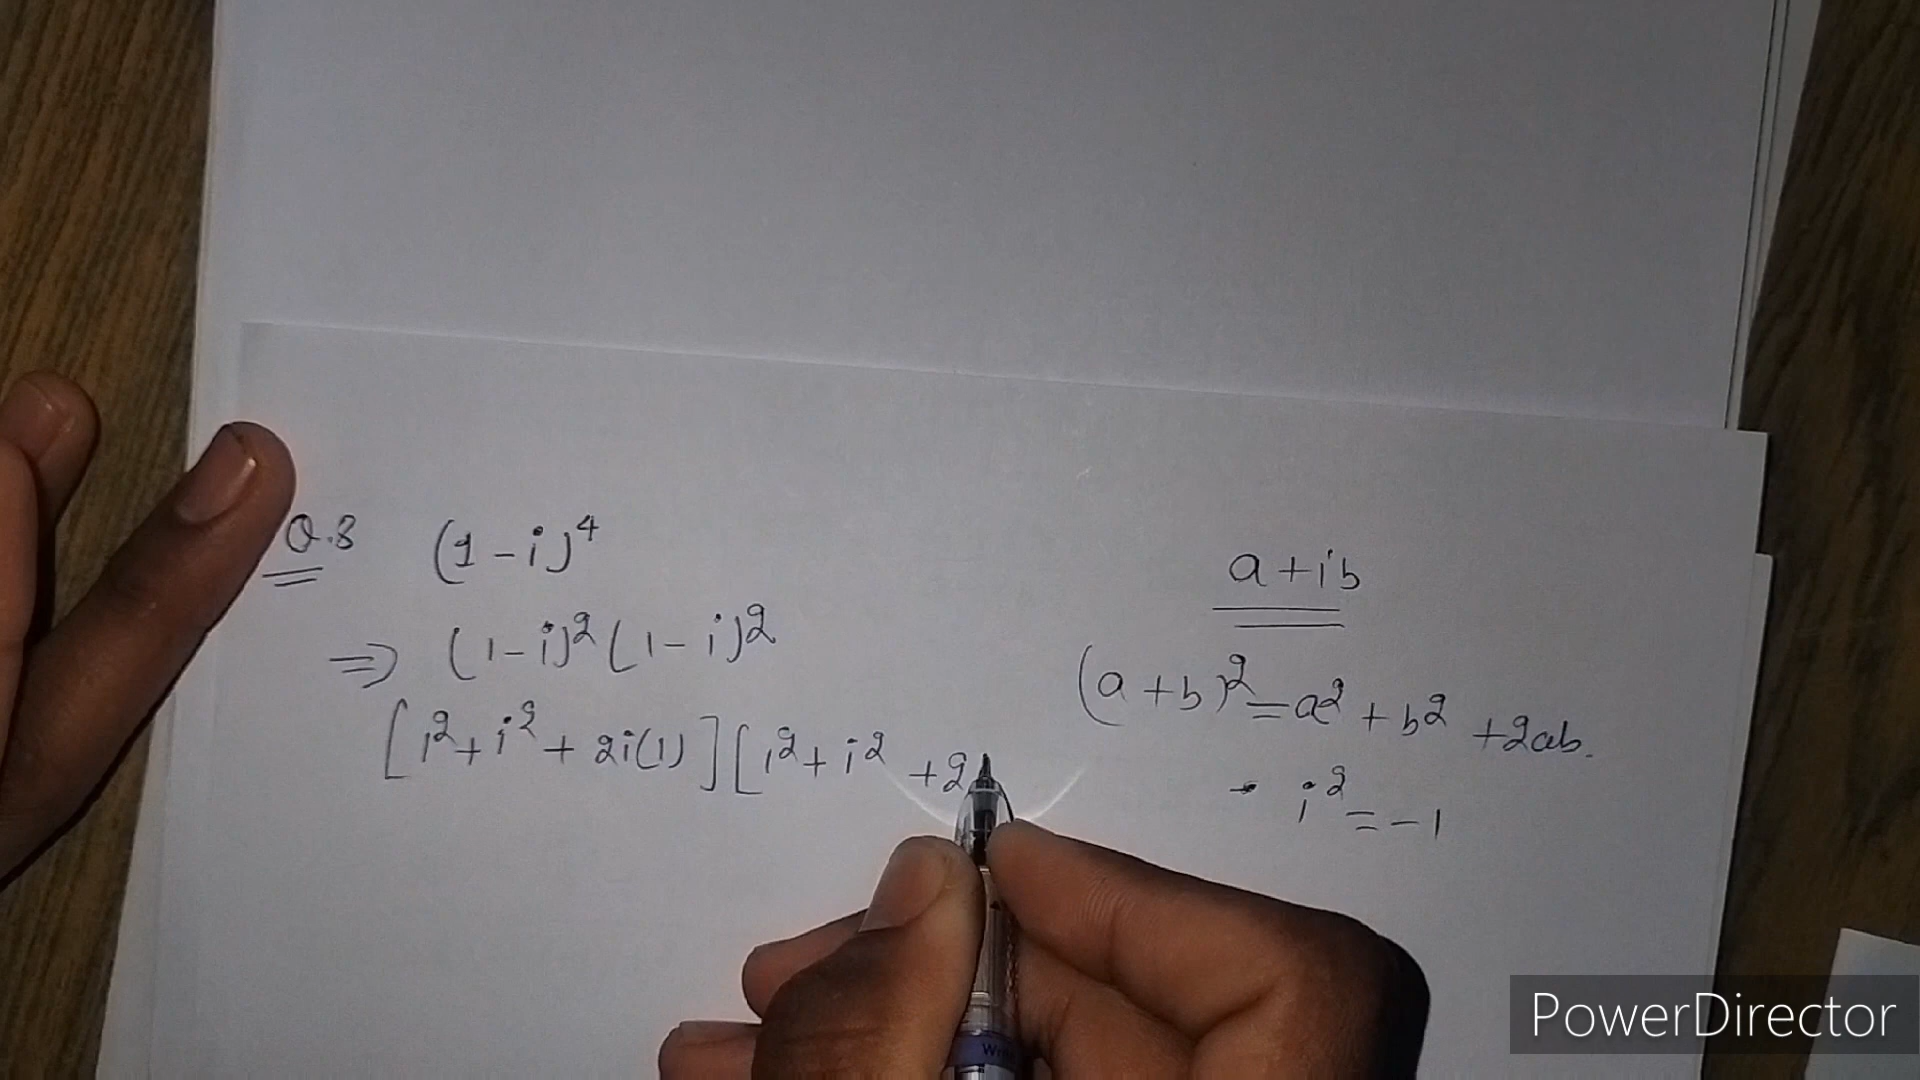 Q.8 (1-i)⁴
⇒ (1-i)² (1-i)²
[1²+i²+2i(1)] [1²+i² +2
a+ib
(a+b)²=a²+b²+2ab.
i²=-1
PowerDirector